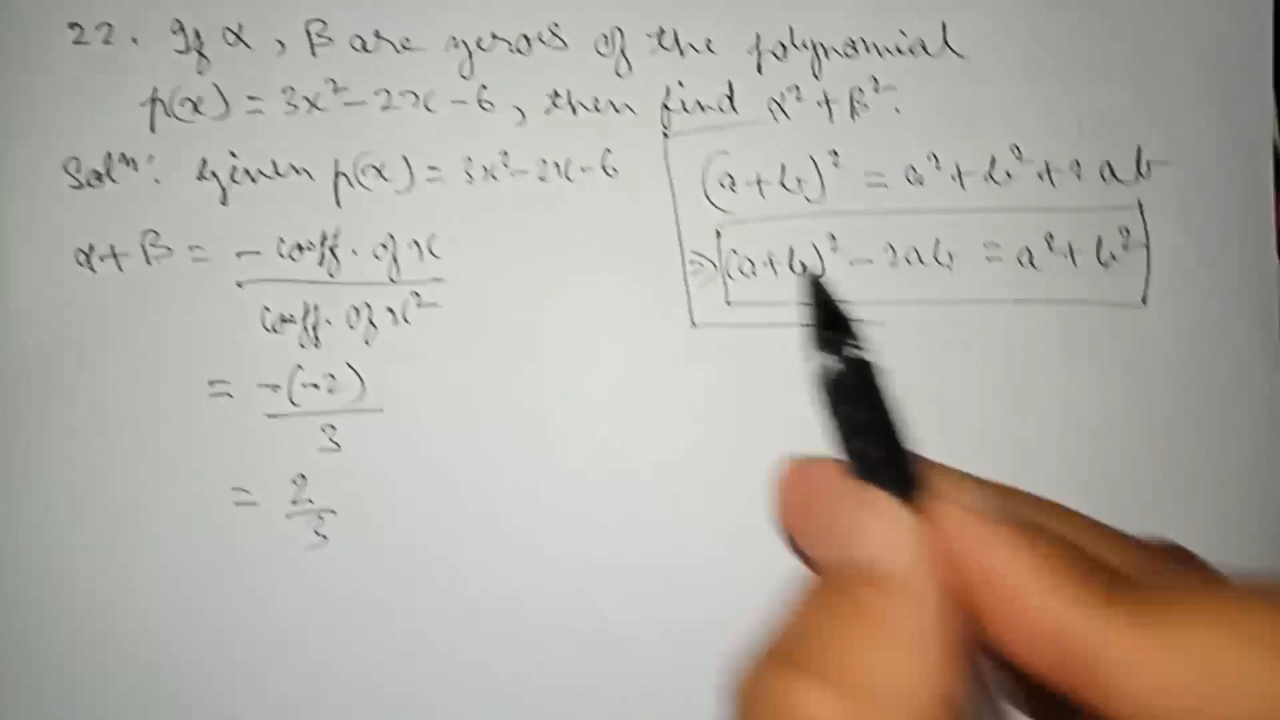 22. If α, β are zeroes of the polynomial
p(x) = 3x² - 2x - 6, then find α² + β².
Solⁿ: Given p(x) = 3x² - 2x - 6
α + β = - coeff. of x
coeff. of x²
= -(-2)
3
= 2
3
(a+b)² = a² + b² + 2ab
⇒ (a+b)² - 2ab = a² + b²